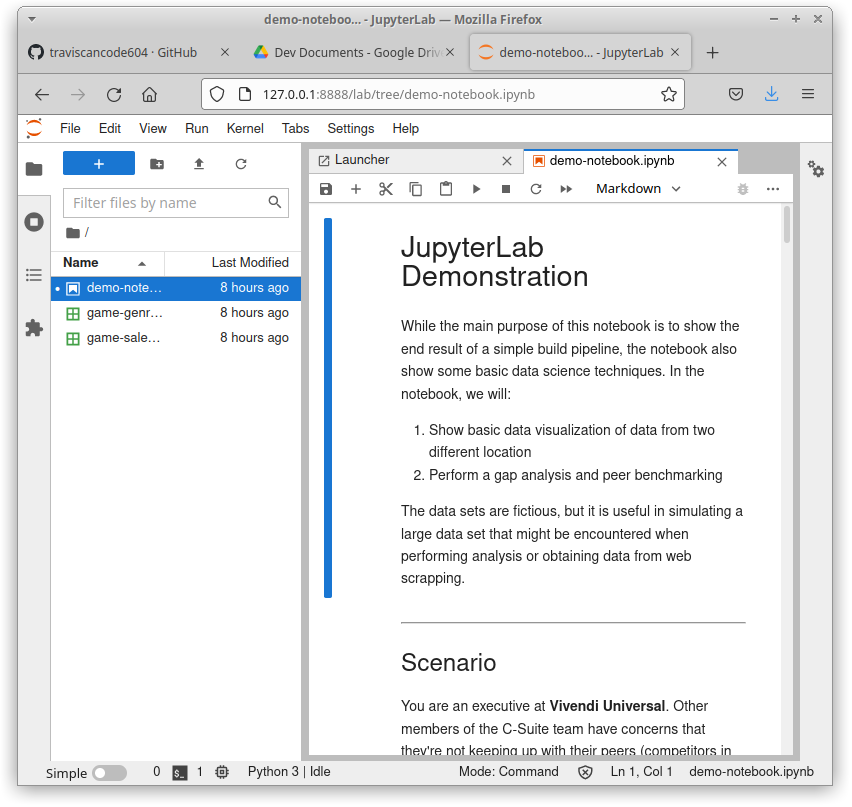 demo-noteboo... - JupyterLab — Mozilla Firefox
traviscancode604 · GitHub
Dev Documents - Google Driv
demo-noteboo... - JupyterLab
127.0.0.1:8888/lab/tree/demo-notebook.ipynb
File Edit View Run Kernel Tabs Settings Help
Launcher
demo-notebook.ipynb
Markdown
Filter files by name
/
Name Last Modified
demo-note... 8 hours ago
game-genr... 8 hours ago
game-sale... 8 hours ago
JupyterLab
Demonstration
While the main purpose of this notebook is to show the
end result of a simple build pipeline, the notebook also
show some basic data science techniques. In the
notebook, we will:
1. Show basic data visualization of data from two
different location
2. Perform a gap analysis and peer benchmarking
The data sets are fictious, but it is useful in simulating a
large data set that might be encountered when
performing analysis or obtaining data from web
scrapping.
Scenario
You are an executive at Vivendi Universal. Other
members of the C-Suite team have concerns that
they're not keeping up with their peers (competitors in
Simple 0 $_ 1 Python 3 | Idle Mode: Command Ln 1, Col 1 demo-notebook.ipynb